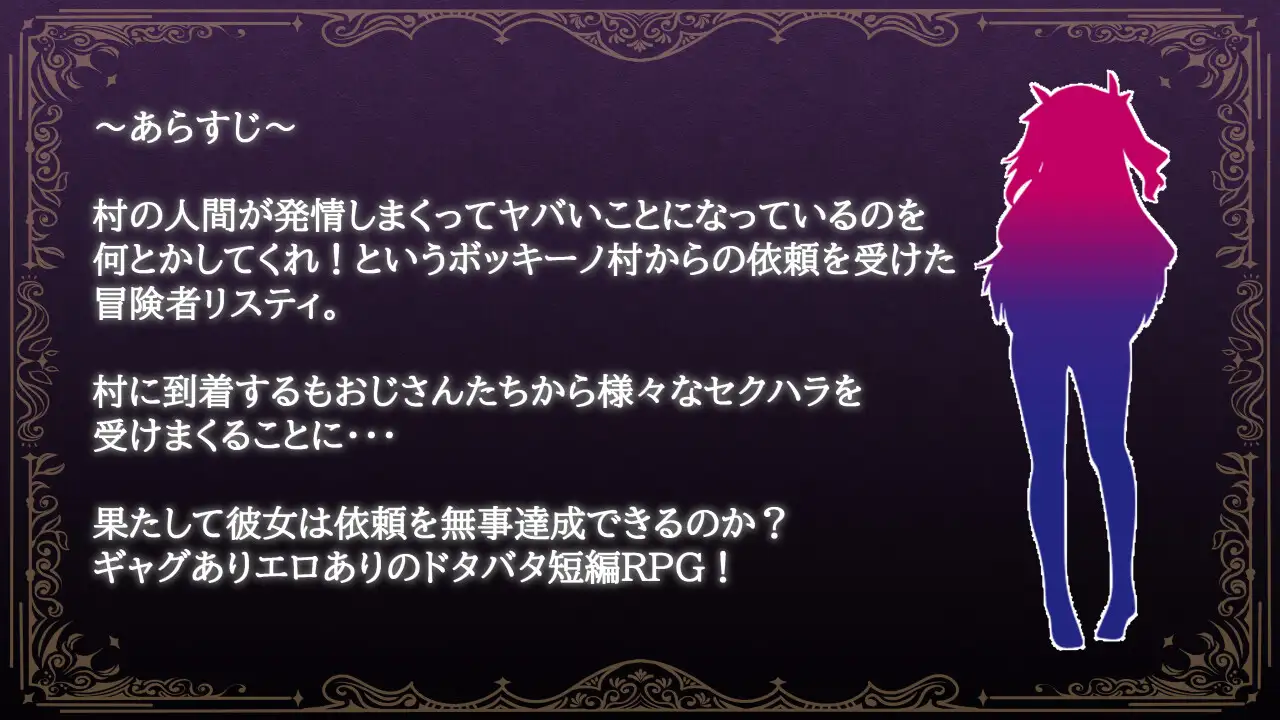 ～あらすじ～
村の人間が発情しまくってヤバいことになっているのを
何とかしてくれ！というボッキーノ村からの依頼を受けた
冒険者リスティ。
村に到着するもおじさんたちから様々なセクハラを
受けまくることに･･･
果たして彼女は依頼を無事達成できるのか？
ギャグありエロありのドタバタ短編RPG！